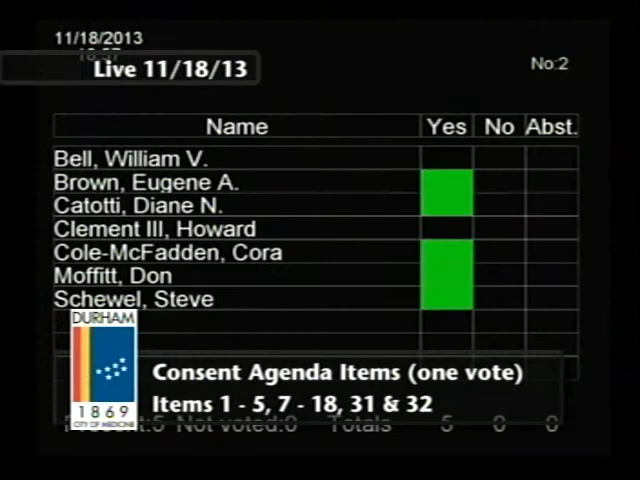 11/18/2013
Live 11/18/13
No:2
Name Yes No Abst.
Bell, William V.
Brown, Eugene A.
Catotti, Diane N.
Clement III, Howard
Cole-McFadden, Cora
Moffitt, Don
Schewel, Steve
DURHAM
1869
CITY OF MEDICINE
Consent Agenda Items (one vote)
Items 1 - 5, 7 - 18, 31 & 32
:5 Not voted:0 Totals 5 0 0